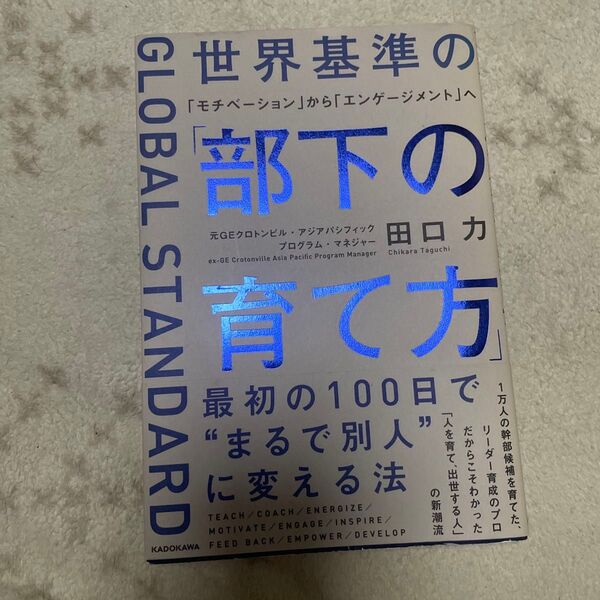 GLOBAL STANDARD
世界基準の
「モチベーション」から「エンゲージメント」へ
「部下の
元GEクロトンビル・アジアパシフィック
プログラム・マネジャー
ex-GE Crotonville Asia Pacific Program Manager
田口 力
Chikara Taguchi
育て方」
最初の100日で
“まるで別人”
に変える法
1万人の幹部候補を育てた、
リーダー育成のプロ
だからこそわかった
「人を育て、出世する人」
の新潮流
TEACH/COACH/ENERGIZE/
MOTIVATE/ENGAGE/INSPIRE/
FEED BACK/EMPOWER/DEVELOP
KADOKAWA